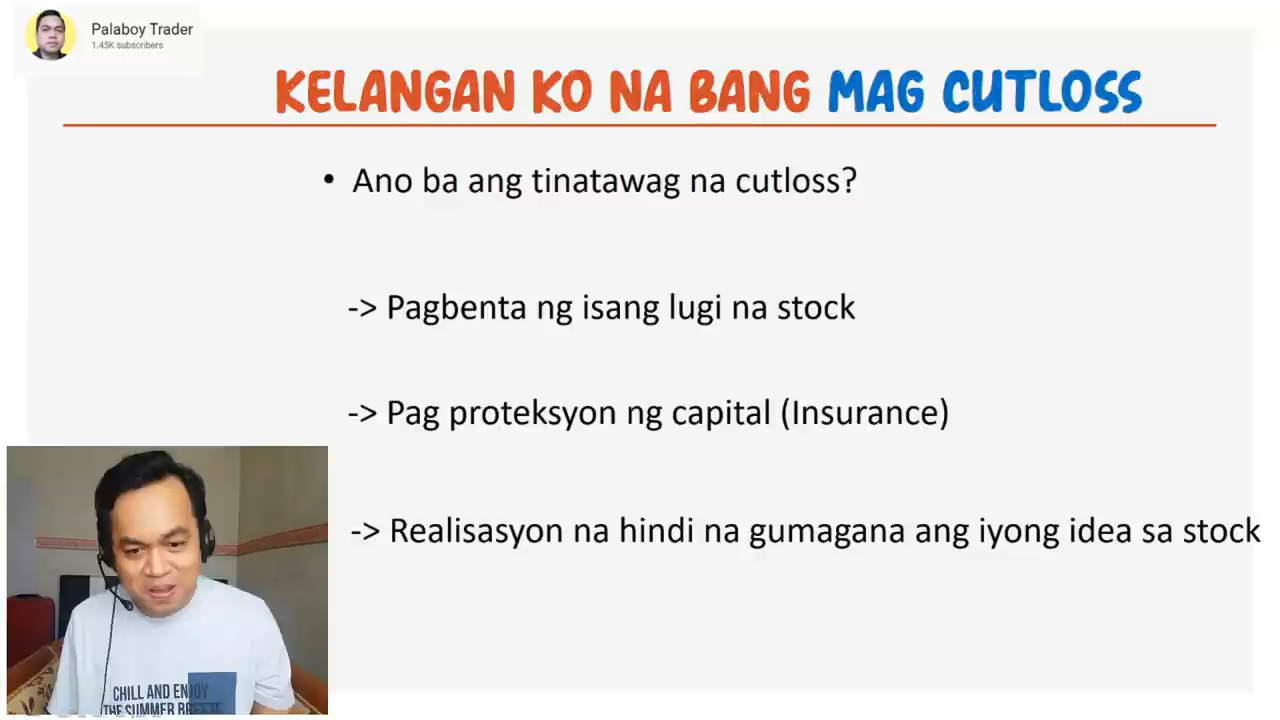 Palaboy Trader
1.45K subscribers
KELANGAN KO NA BANG MAG CUTLOSS
• Ano ba ang tinatawag na cutloss?
-> Pagbenta ng isang lugi na stock
-> Pag proteksyon ng capital (Insurance)
-> Realisasyon na hindi na gumagana ang iyong idea sa stock
CHILL AND ENJOY
THE SUMMER BREEZE